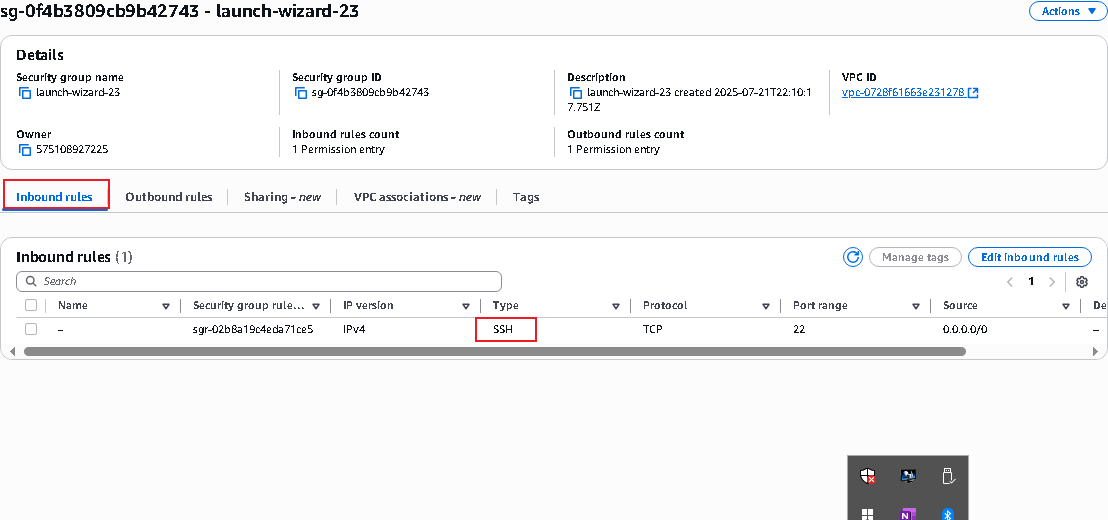 sg-0f4b3809cb9b42743 - launch-wizard-23
Actions
Details
Security group name
launch-wizard-23
Security group ID
sg-0f4b3809cb9b42743
Description
launch-wizard-23 created 2025-07-21T22:10:1
7.751Z
VPC ID
vpc-0728f61663e231278
Owner
575108927225
Inbound rules count
1 Permission entry
Outbound rules count
1 Permission entry
Inbound rules
Outbound rules
Sharing - new
VPC associations - new
Tags
Inbound rules (1)
Manage tags
Edit inbound rules
Search
1
Name
Security group rule...
IP version
Type
Protocol
Port range
Source
De
–
sgr-02b8a19c4eda71ce5
IPv4
SSH
TCP
22
0.0.0.0/0
–
N